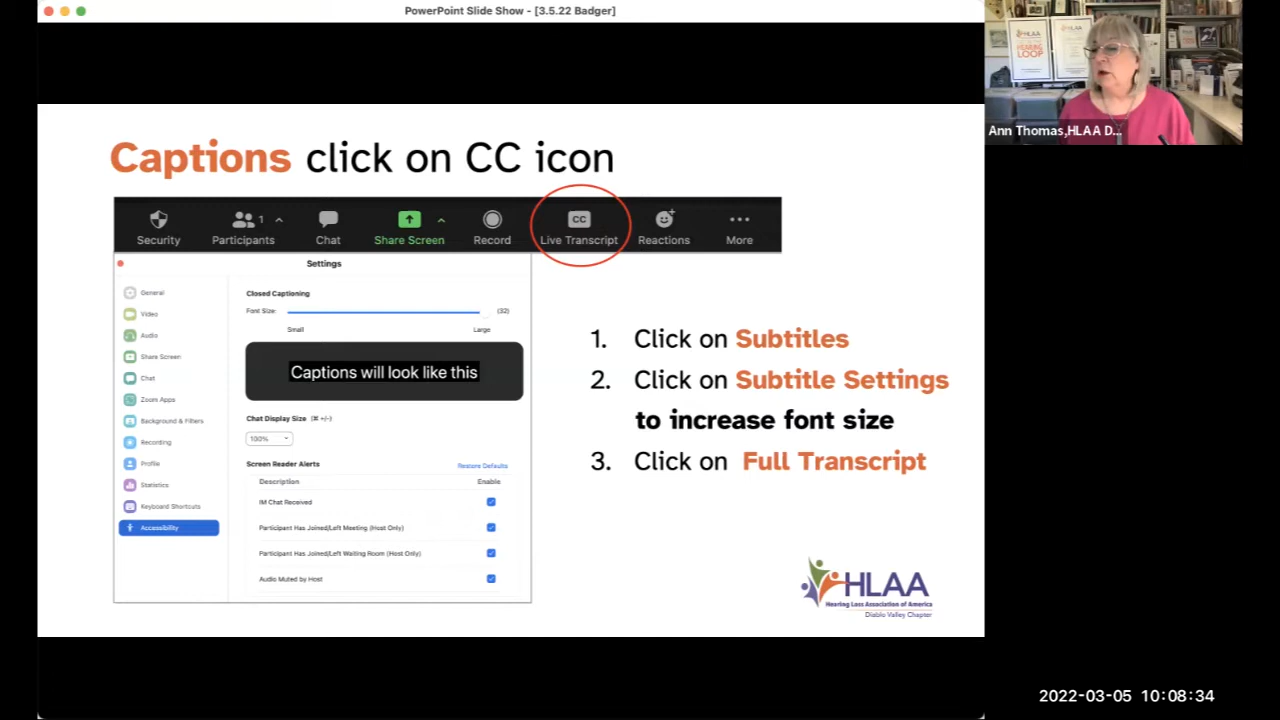 PowerPoint Slide Show - [3.5.22 Badger]
HEARING
LOOP
Ann Thomas,HLAA D...
Captions click on CC icon
1
CC
Security
Participants
Chat
Share Screen
Record
Live Transcript
Reactions
More
Settings
General
Video
Audio
Share Screen
Chat
Zoom Apps
Background & Filters
Recording
Profile
Statistics
Keyboard Shortcuts
Accessibility
Closed Captioning
Font Size:
(32)
Small
Large
Captions will look like this
Chat Display Size (⌘ +/-)
100%
Screen Reader Alerts
Restore Defaults
Description
Enable
IM Chat Received
Participant Has Joined/Left Meeting (Host Only)
Participant Has Joined/Left Waiting Room (Host Only)
Audio Muted by Host
1. Click on Subtitles
2. Click on Subtitle Settings
to increase font size
3. Click on Full Transcript
HLAA
Hearing Loss Association of America
Diablo Valley Chapter
2022-03-05 10:08:34